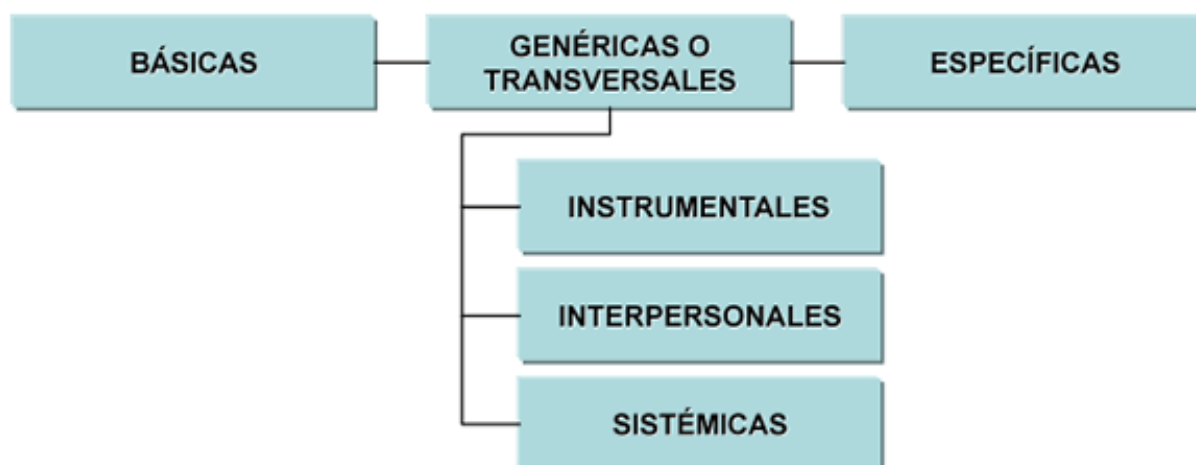 BÁSICAS
GENÉRICAS O
TRANSVERSALES
ESPECÍFICAS
INSTRUMENTALES
INTERPERSONALES
SISTÉMICAS